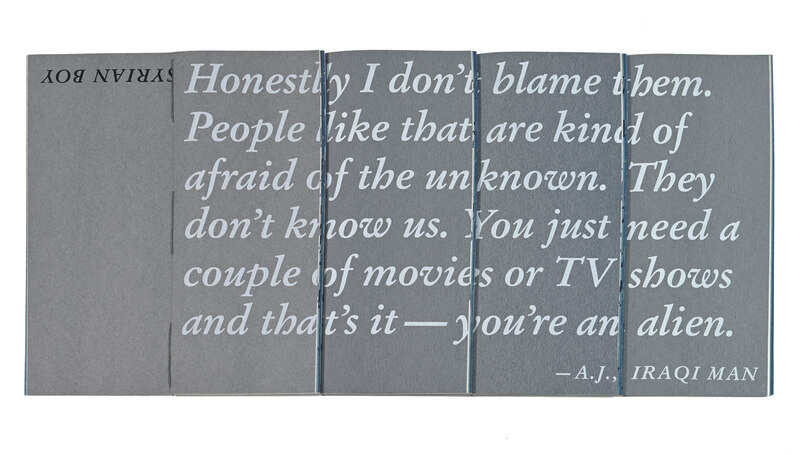 SYRIAN BOY
Honestly I don't blame them.
People like that are kind of
afraid of the unknown. They
don't know us. You just need a
couple of movies or TV shows
and that's it — you're an alien.
—A.J., IRAQI MAN